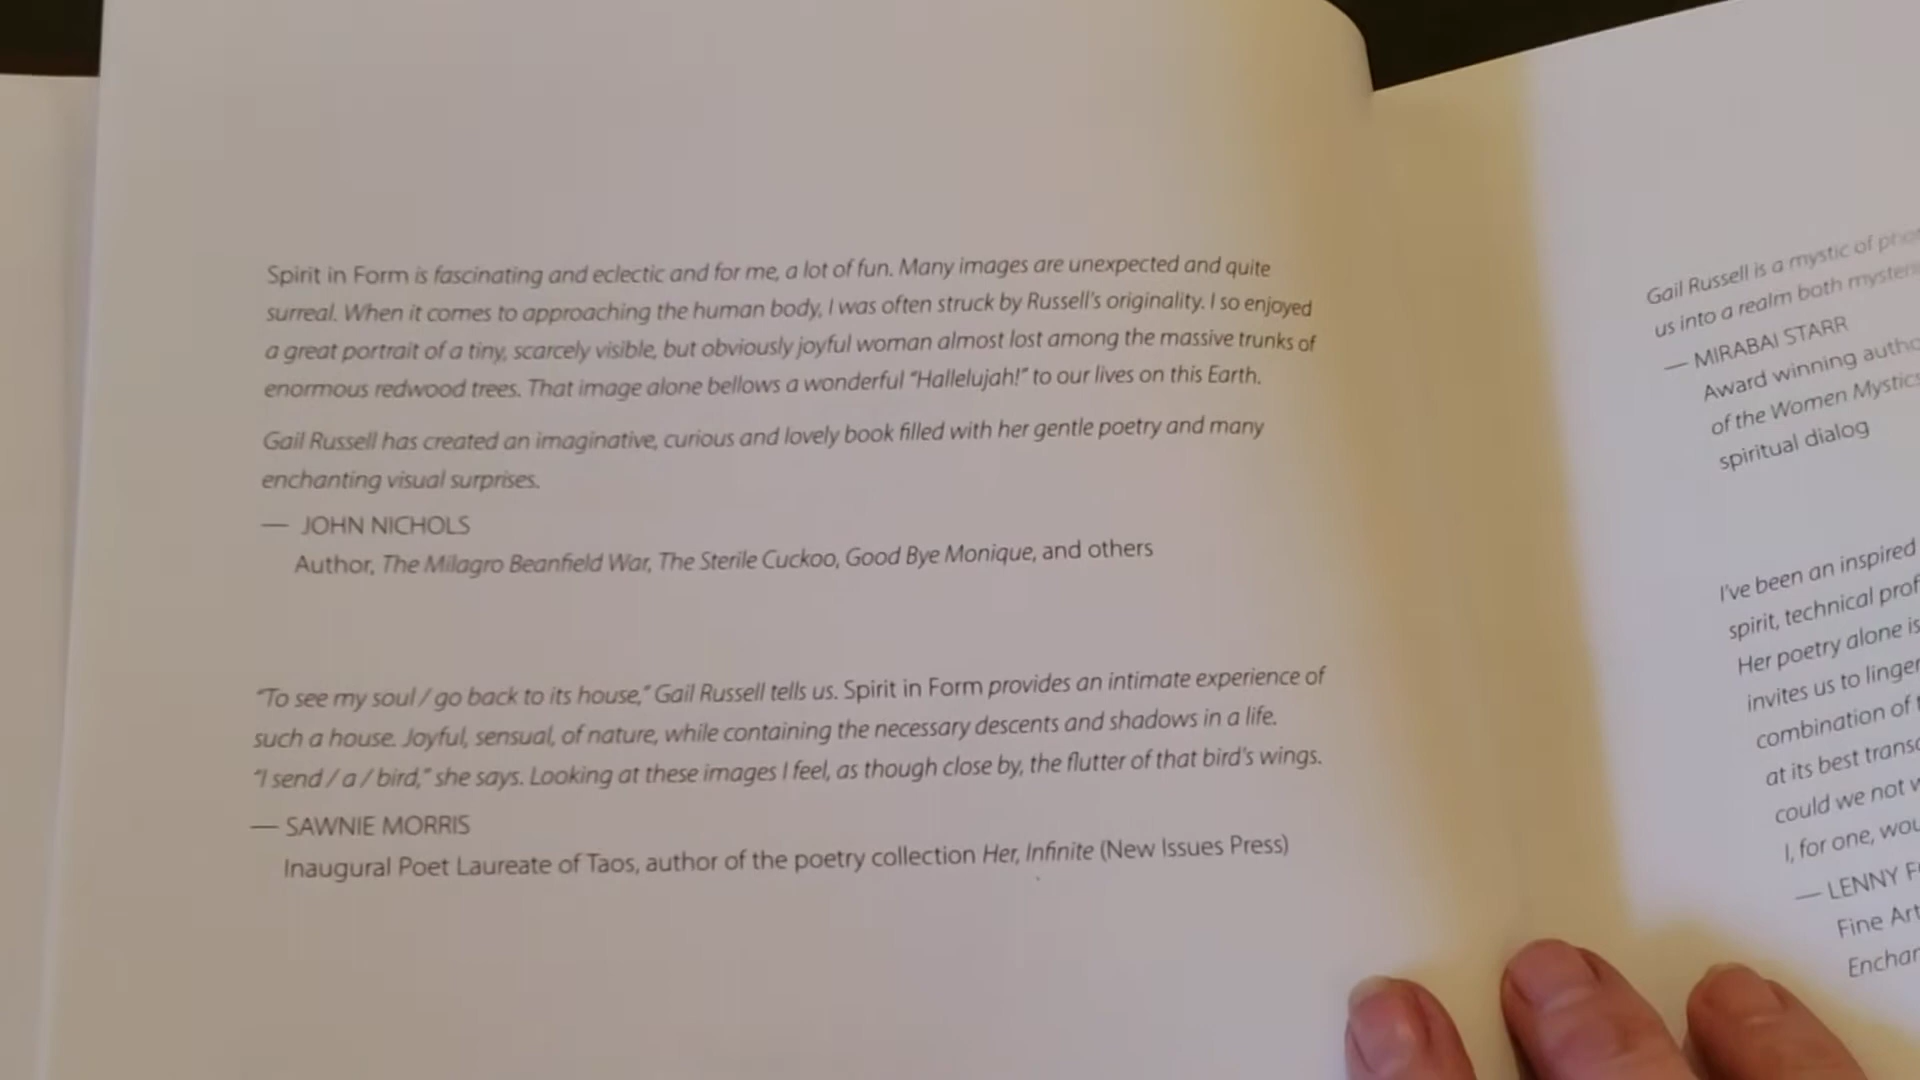 Spirit in Form is fascinating and eclectic and for me, a lot of fun. Many images are unexpected and quite
surreal. When it comes to approaching the human body, I was often struck by Russell's originality. I so enjoyed
a great portrait of a tiny, scarcely visible, but obviously joyful woman almost lost among the massive trunks of
enormous redwood trees. That image alone bellows a wonderful "Hallelujah!" to our lives on this Earth.
Gail Russell has created an imaginative, curious and lovely book filled with her gentle poetry and many
enchanting visual surprises.
— JOHN NICHOLS
Author, The Milagro Beanfield War, The Sterile Cuckoo, Good Bye Monique, and others
"To see my soul / go back to its house," Gail Russell tells us. Spirit in Form provides an intimate experience of
such a house. Joyful, sensual, of nature, while containing the necessary descents and shadows in a life.
"I send / a / bird," she says. Looking at these images I feel, as though close by, the flutter of that bird's wings.
— SAWNIE MORRIS
Inaugural Poet Laureate of Taos, author of the poetry collection Her, Infinite (New Issues Press)
Gail Russell is a mystic of
us into a realm both
— MIRABAI STARR
Award winning
of the Women Mystics
spiritual dialog
I've been an inspired
spirit, technical
Her poetry alone is
invites us to linger
combination of
at its best
could we not
I, for one,
— LENNY
Fine